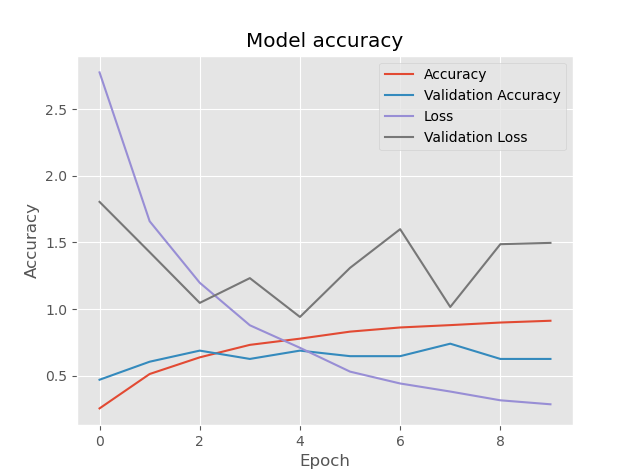 Model accuracy
Accuracy
Validation Accuracy
Loss
Validation Loss
2.5
2.0
1.5
1.0
0.5
Accuracy
0 2 4 6 8
Epoch